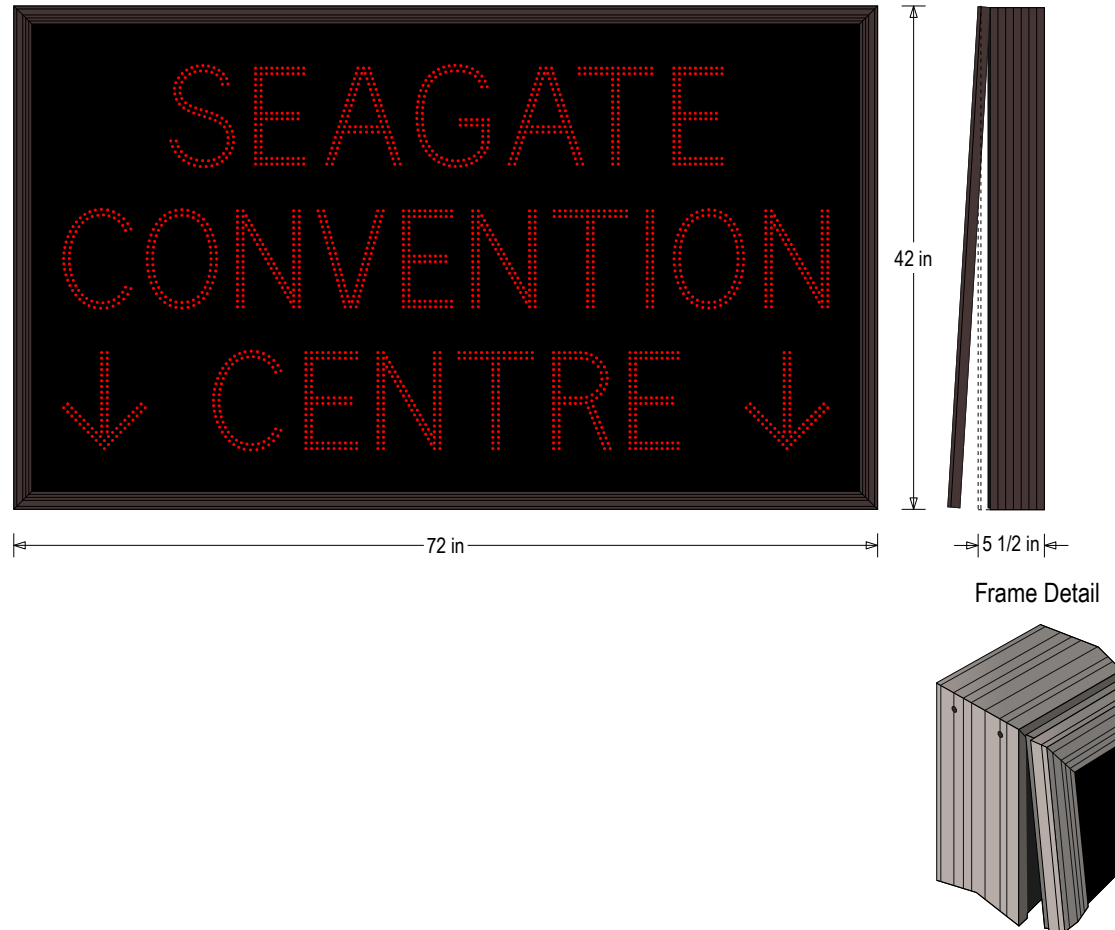 SEAGATE
CONVENTION
↓ CENTRE ↓
42 in
72 in
5 1/2 in
Frame Detail